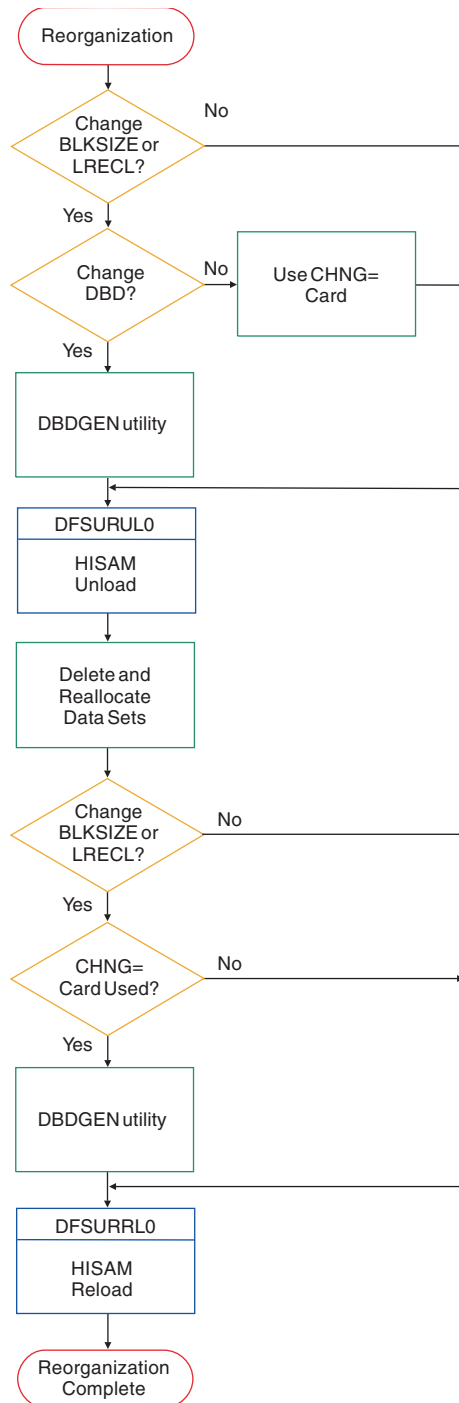 Reorganization
No
Change
BLKSIZE or
LRECL?
Yes
Change
DBD?
No
Use CHNG=
Card
Yes
DBDGEN utility
DFSURUL0
HISAM
Unload
Delete and
Reallocate
Data Sets
Change
BLKSIZE or
LRECL?
No
Yes
CHNG=
Card Used?
No
Yes
DBDGEN utility
DFSURRL0
HISAM
Reload
Reorganization
Complete